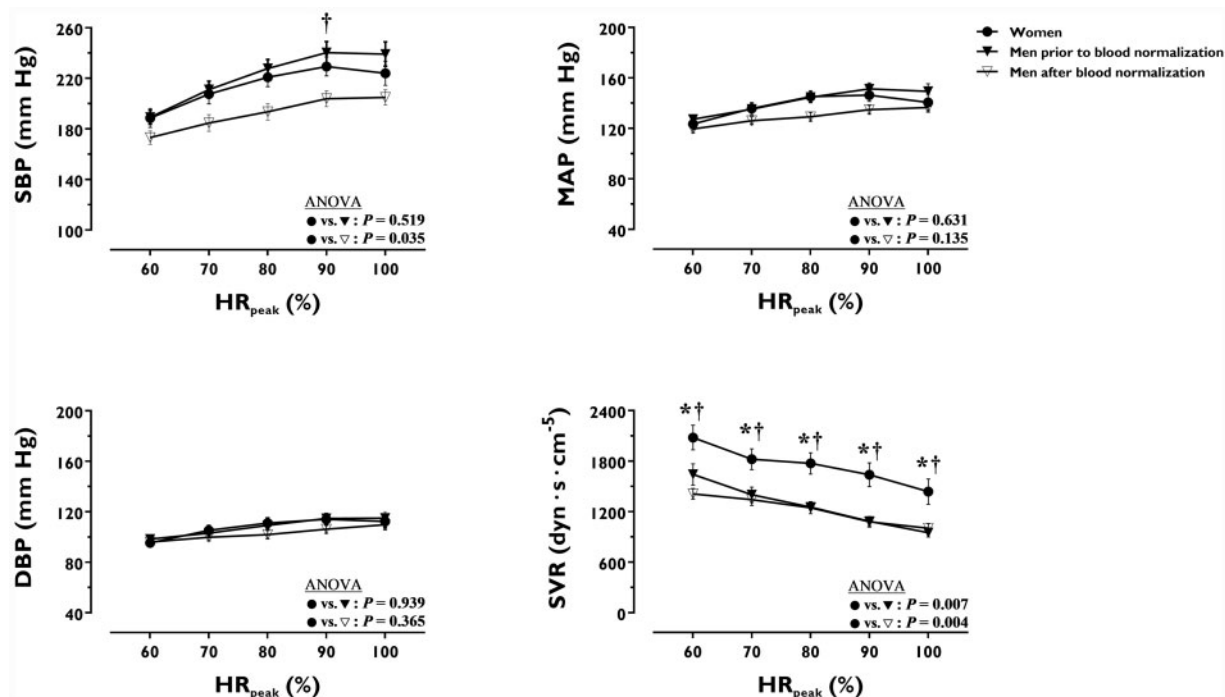 SBP (mm Hg)
260
220
180
140
100
†
ANOVA
● vs. ▼ : P = 0.519
● vs. ▽ : P = 0.035
60 70 80 90 100
HRpeak (%)
MAP (mm Hg)
200
160
120
80
40
ANOVA
● vs. ▼ : P = 0.631
● vs. ▽ : P = 0.135
60 70 80 90 100
HRpeak (%)
Women
Men prior to blood normalization
Men after blood normalization
DBP (mm Hg)
200
160
120
80
40
ANOVA
● vs. ▼ : P = 0.939
● vs. ▽ : P = 0.365
60 70 80 90 100
HRpeak (%)
SVR (dyn · s · cm-5)
2400
1800
1200
600
0
*† *† *† *† *†
ANOVA
● vs. ▼ : P = 0.007
● vs. ▽ : P = 0.004
60 70 80 90 100
HRpeak (%)